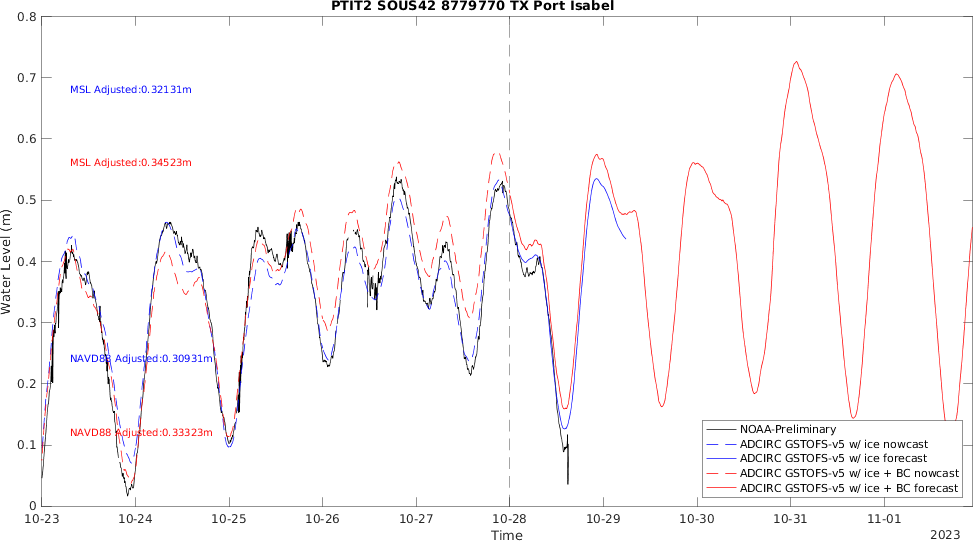 PTIT2 SOUS42 8779770 TX Port Isabel
0.8
0.7
0.6
0.5
0.4
0.3
0.2
0.1
0
Water Level (m)
MSL Adjusted:0.32131m
MSL Adjusted:0.34523m
NAVD88 Adjusted:0.30931m
NAVD88 Adjusted:0.33323m
NOAA-Preliminary
ADCIRC GSTOFS-v5 w/ ice nowcast
ADCIRC GSTOFS-v5 w/ ice forecast
ADCIRC GSTOFS-v5 w/ ice + BC nowcast
ADCIRC GSTOFS-v5 w/ ice + BC forecast
10-23 10-24 10-25 10-26 10-27 10-28 10-29 10-30 10-31 11-01
Time
2023